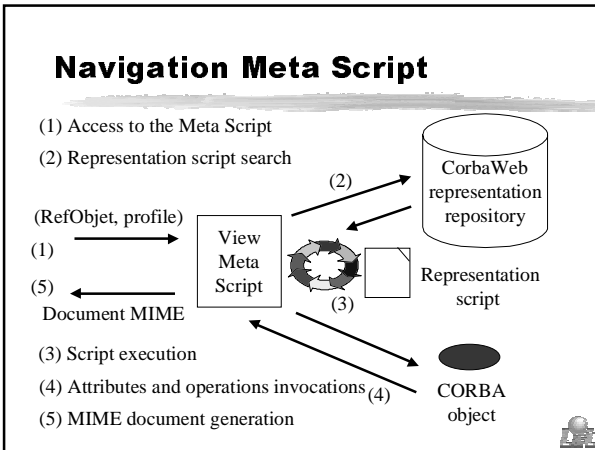 Navigation Meta Script
(1) Access to the Meta Script
(2) Representation script search
(2)
CorbaWeb
representation
repository
(RefObjet, profile)
(1)
View
Meta
Script
(5)
Document MIME
(3)
Representation
script
(3) Script execution
(4) Attributes and operations invocations
(4)
CORBA
object
(5) MIME document generation